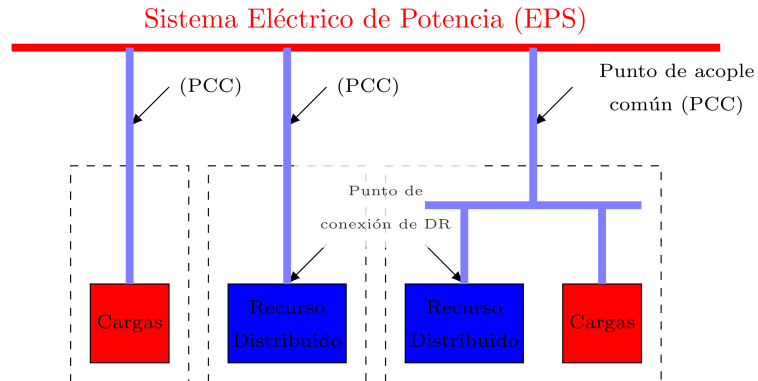 Sistema Eléctrico de Potencia (EPS)
(PCC)
(PCC)
Punto de acople
común (PCC)
Punto de
conexión de DR
Cargas
Recurso
Distribuido
Recurso
Distribuido
Cargas